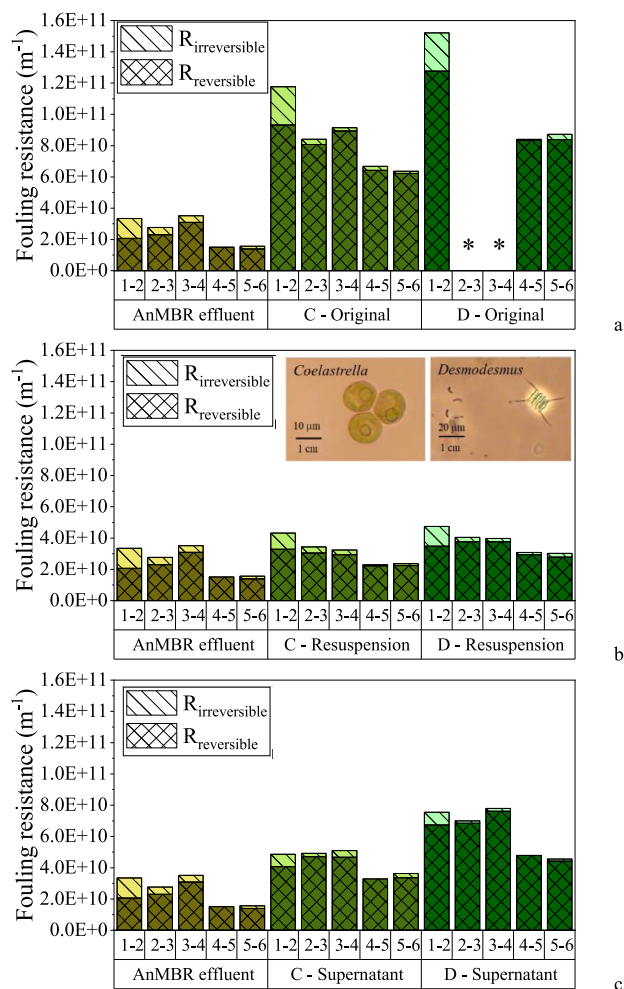 1.6E+11
1.4E+11
1.2E+11
1.0E+11
8.0E+10
6.0E+10
4.0E+10
2.0E+10
0.0E+0
Fouling resistance (m-1)
Rirreversible
Rreversible
* *
1-2 2-3 3-4 4-5 5-6 1-2 2-3 3-4 4-5 5-6 1-2 2-3 3-4 4-5 5-6
AnMBR effluent C - Original D - Original
a
1.6E+11
1.4E+11
1.2E+11
1.0E+11
8.0E+10
6.0E+10
4.0E+10
2.0E+10
0.0E+0
Fouling resistance (m-1)
Rirreversible
Rreversible
Coelastrella
10 µm
1 cm
Desmodesmus
20 µm
1 cm
1-2 2-3 3-4 4-5 5-6 1-2 2-3 3-4 4-5 5-6 1-2 2-3 3-4 4-5 5-6
AnMBR effluent C - Resuspension D - Resuspension
b
1.6E+11
1.4E+11
1.2E+11
1.0E+11
8.0E+10
6.0E+10
4.0E+10
2.0E+10
0.0E+0
Fouling resistance (m-1)
Rirreversible
Rreversible
1-2 2-3 3-4 4-5 5-6 1-2 2-3 3-4 4-5 5-6 1-2 2-3 3-4 4-5 5-6
AnMBR effluent C - Supernatant D - Supernatant
c